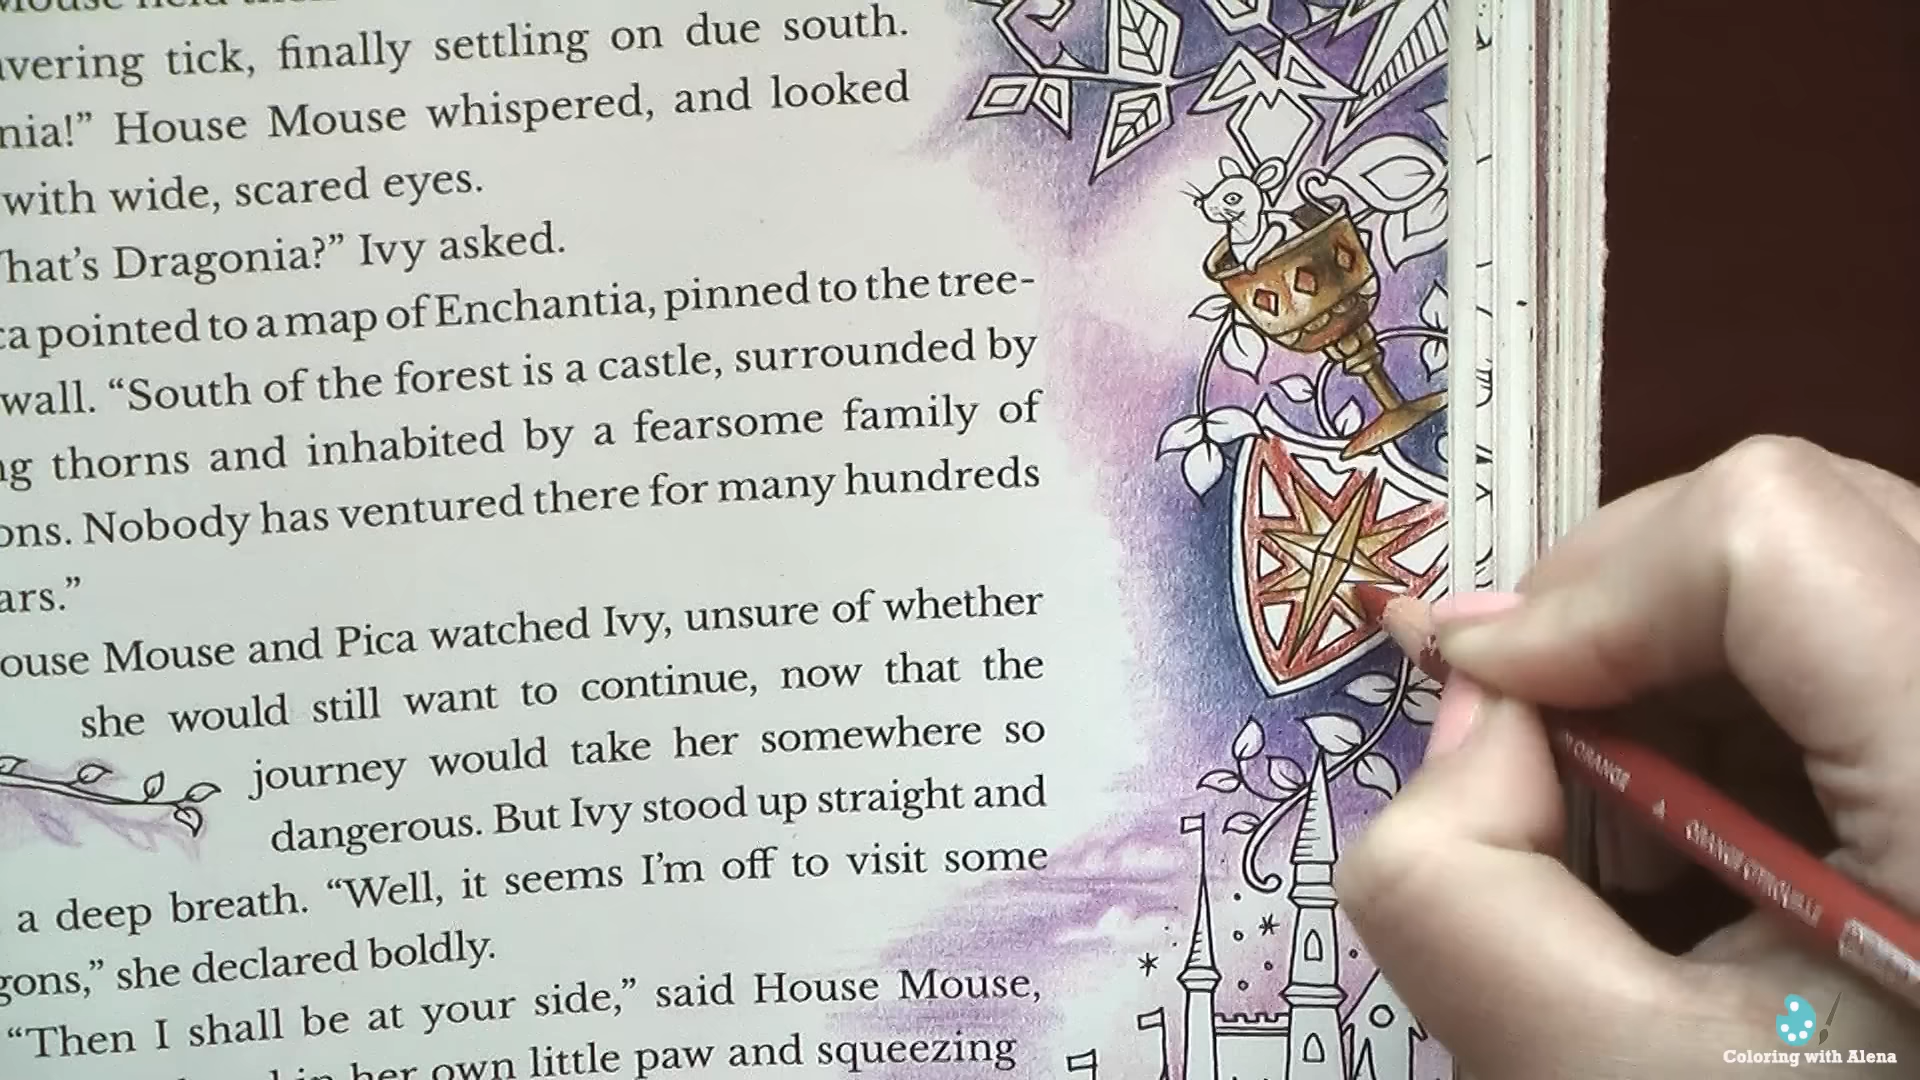 tick, finally settling on due south.
House Mouse whispered, and looked
with wide, scared eyes.
Dragonia?” Ivy asked.
pointed to a map of Enchantia, pinned to the tree-
wall. “South of the forest is a castle, surrounded by
thorns and inhabited by a fearsome family of
Nobody has ventured there for many hundreds
ouse Mouse and Pica watched Ivy, unsure of whether
she would still want to continue, now that the
journey would take her somewhere so
dangerous. But Ivy stood up straight and
a deep breath. “Well, it seems I’m off to visit some
gons,” she declared boldly.
“Then I shall be at your side,” said House Mouse,
her own little paw and squeezing
Coloring with Alena